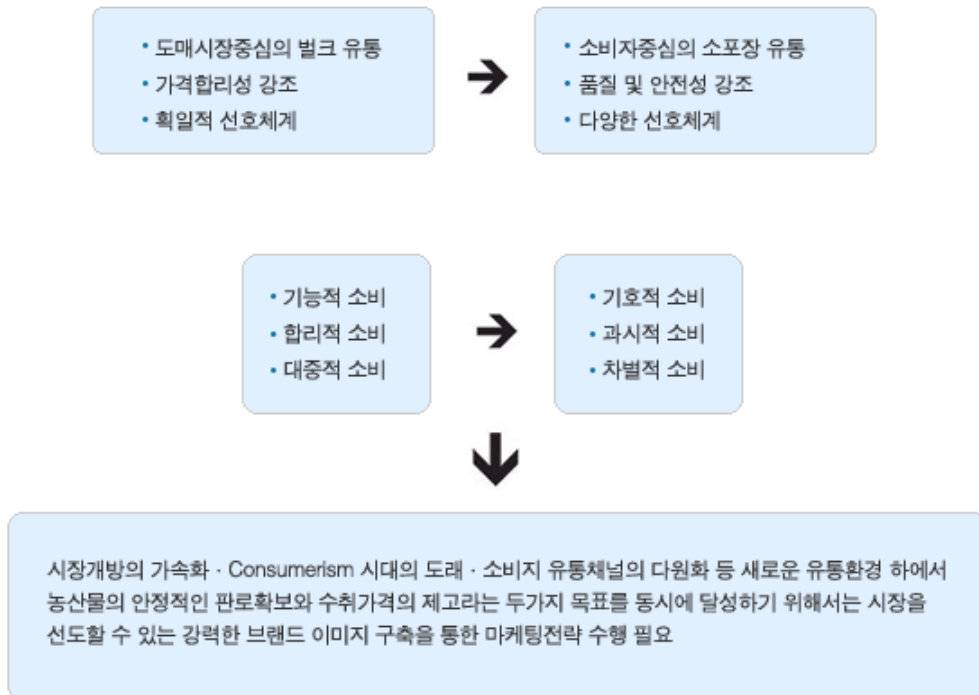 • 도매시장중심의 벌크 유통
• 가격합리성 강조
• 획일적 선호체계
• 소비자중심의 소포장 유통
• 품질 및 안전성 강조
• 다양한 선호체계
• 기능적 소비
• 합리적 소비
• 대중적 소비
• 기호적 소비
• 과시적 소비
• 차별적 소비
시장개방의 가속화 · Consumerism 시대의 도래 · 소비지 유통채널의 다원화 등 새로운 유통환경 하에서
농산물의 안정적인 판로확보와 수취가격의 제고라는 두가지 목표를 동시에 달성하기 위해서는 시장을
선도할 수 있는 강력한 브랜드 이미지 구축을 통한 마케팅전략 수행 필요